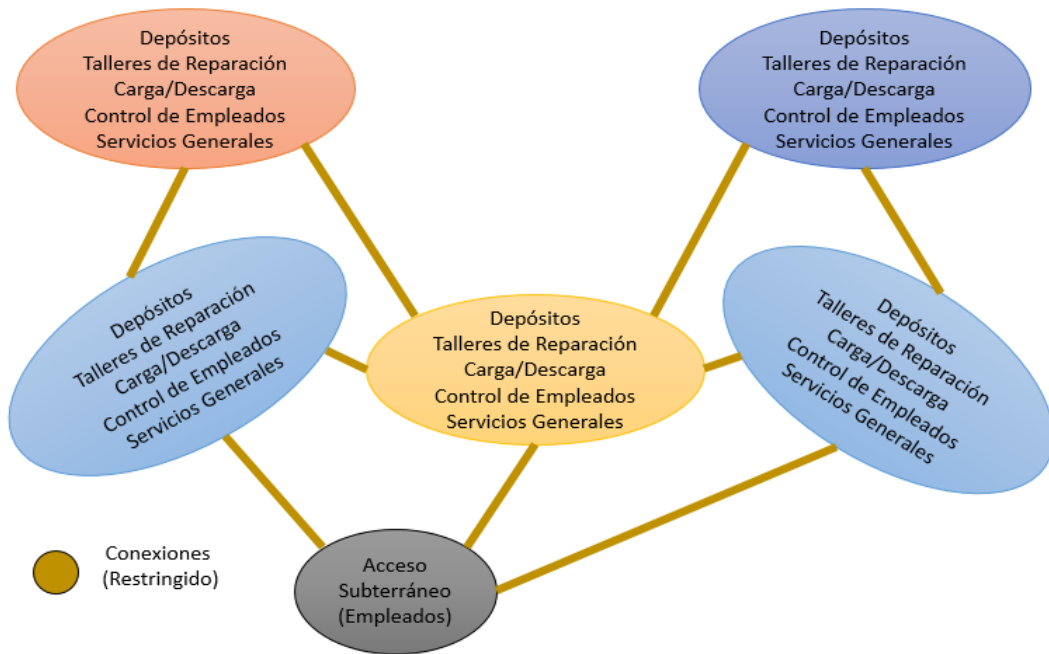 Depósitos
Talleres de Reparación
Carga/Descarga
Control de Empleados
Servicios Generales
Depósitos
Talleres de Reparación
Carga/Descarga
Control de Empleados
Servicios Generales
Depósitos
Talleres de Reparación
Carga/Descarga
Control de Empleados
Servicios Generales
Depósitos
Talleres de Reparación
Carga/Descarga
Control de Empleados
Servicios Generales
Depósitos
Talleres de Reparación
Carga/Descarga
Control de Empleados
Servicios Generales
Conexiones
(Restringido)
Acceso
Subterráneo
(Empleados)